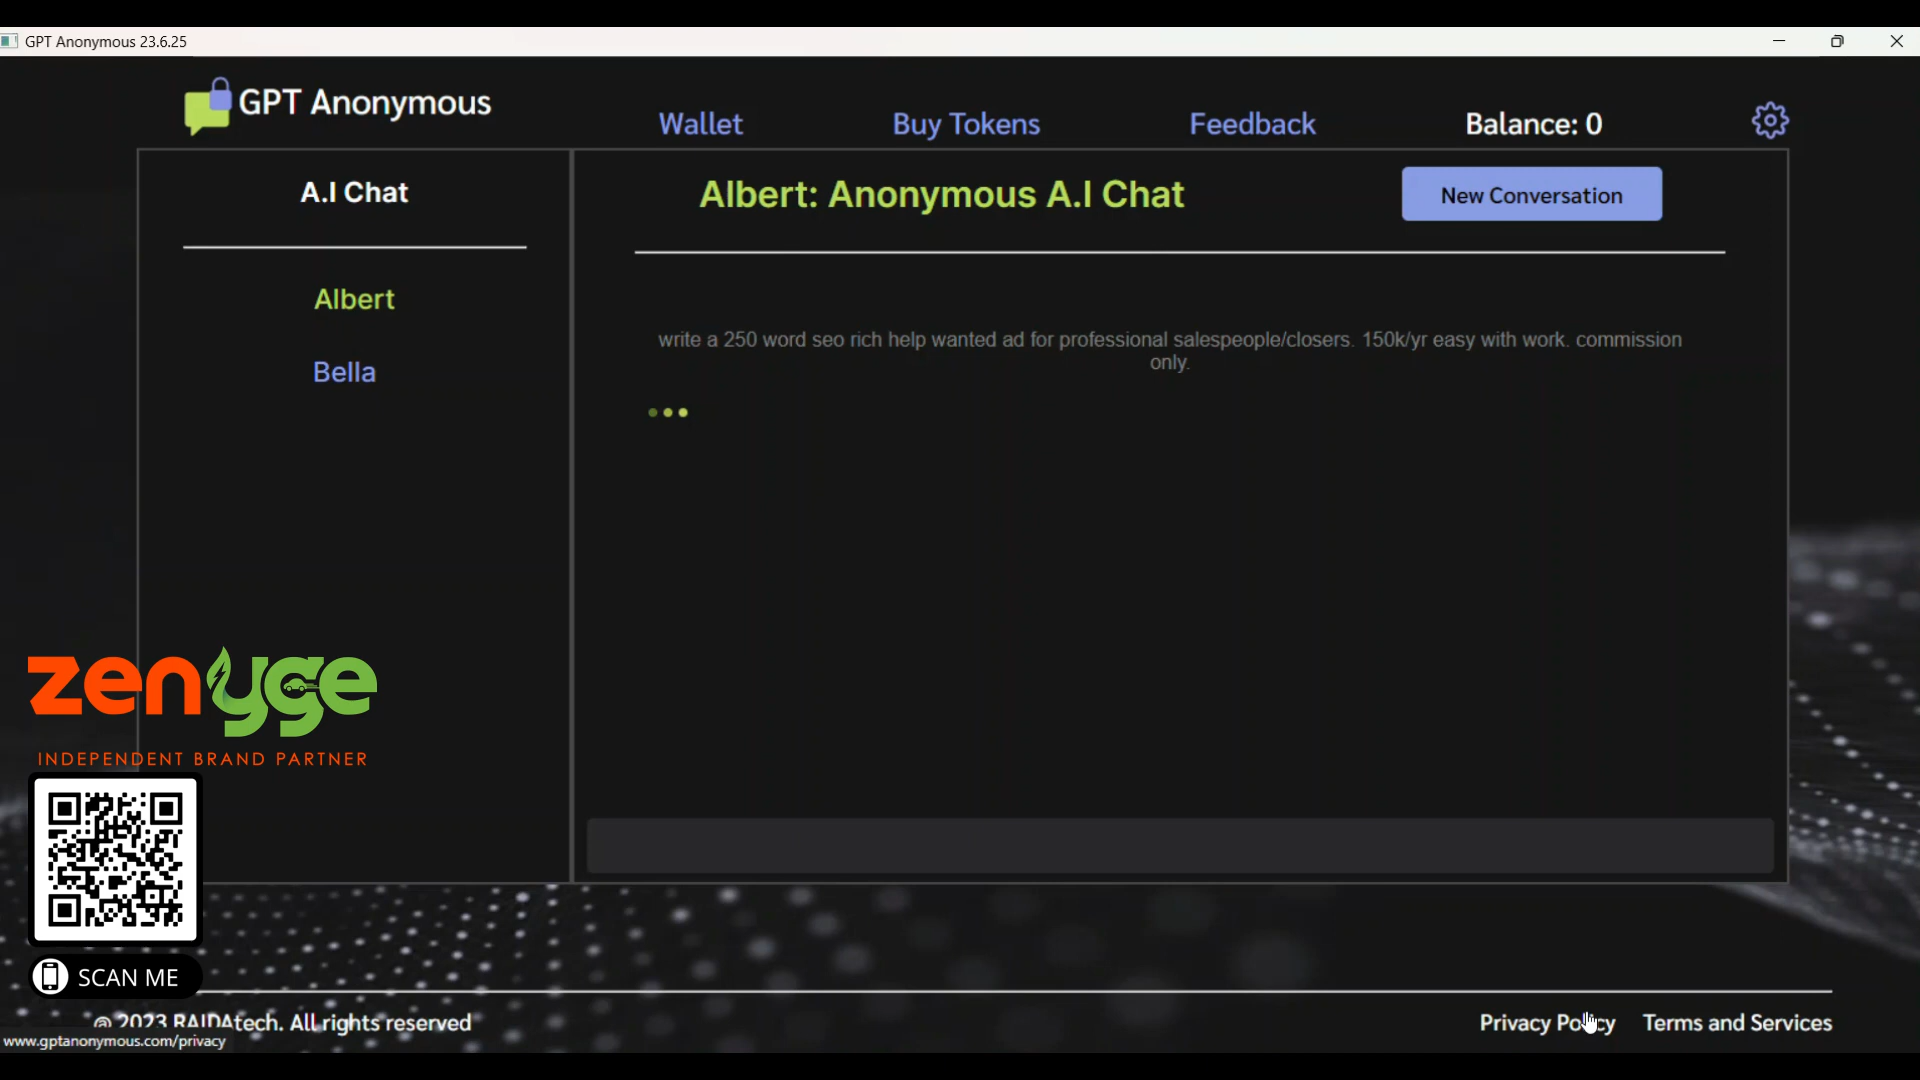 GPT Anonymous 23.6.25
GPT Anonymous
Wallet
Buy Tokens
Feedback
Balance: 0
A.I Chat
Albert: Anonymous A.I Chat
New Conversation
Albert
Bella
write a 250 word seo rich help wanted ad for professional salespeople/closers. 150k/yr easy with work. commission
only.
zenyge
INDEPENDENT BRAND PARTNER
SCAN ME
© 2023 RAIDAtech. All rights reserved
Privacy Policy
Terms and Services
www.gptanonymous.com/privacy